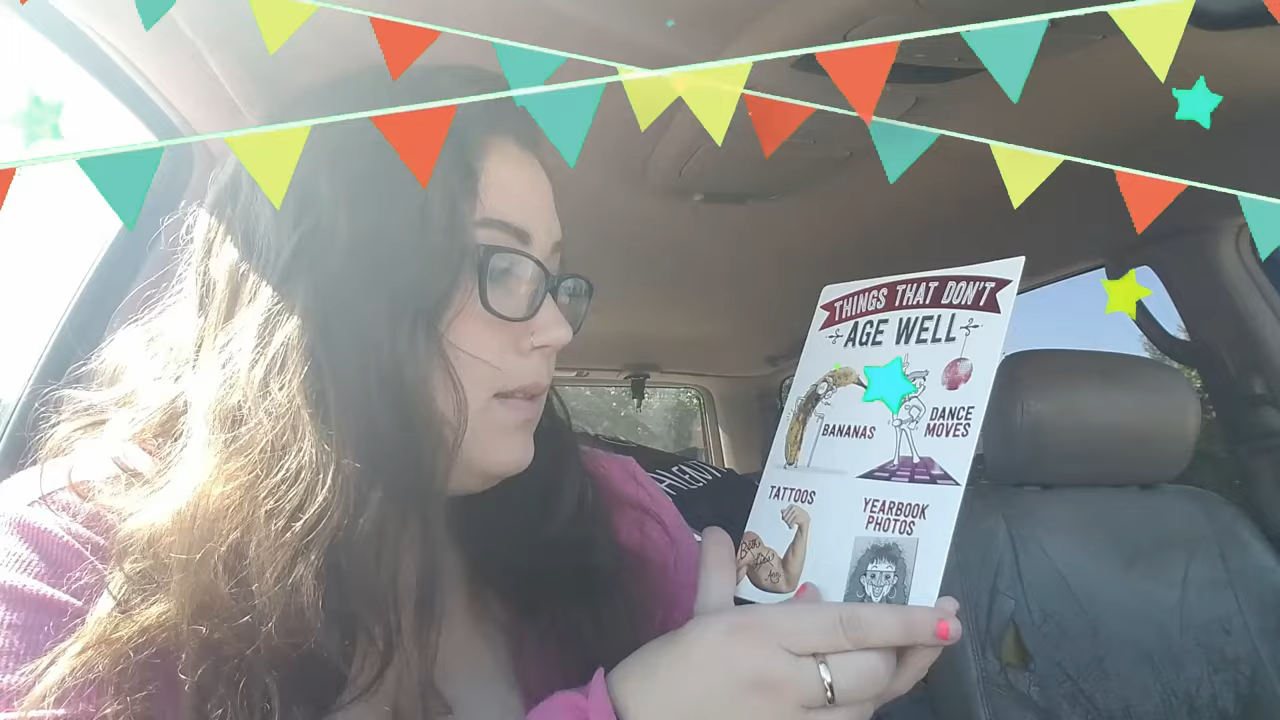 THINGS THAT DON'T
AGE WELL
BANANAS
DANCE
MOVES
TATTOOS
YEARBOOK
PHOTOS